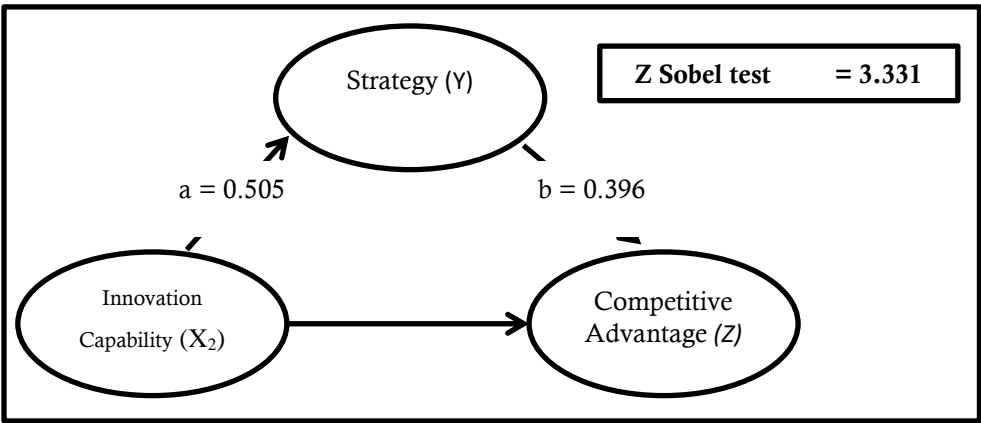 Strategy (Y)
Z Sobel test = 3.331
a = 0.505
b = 0.396
Innovation
Capability (X₂)
Competitive
Advantage (Z)